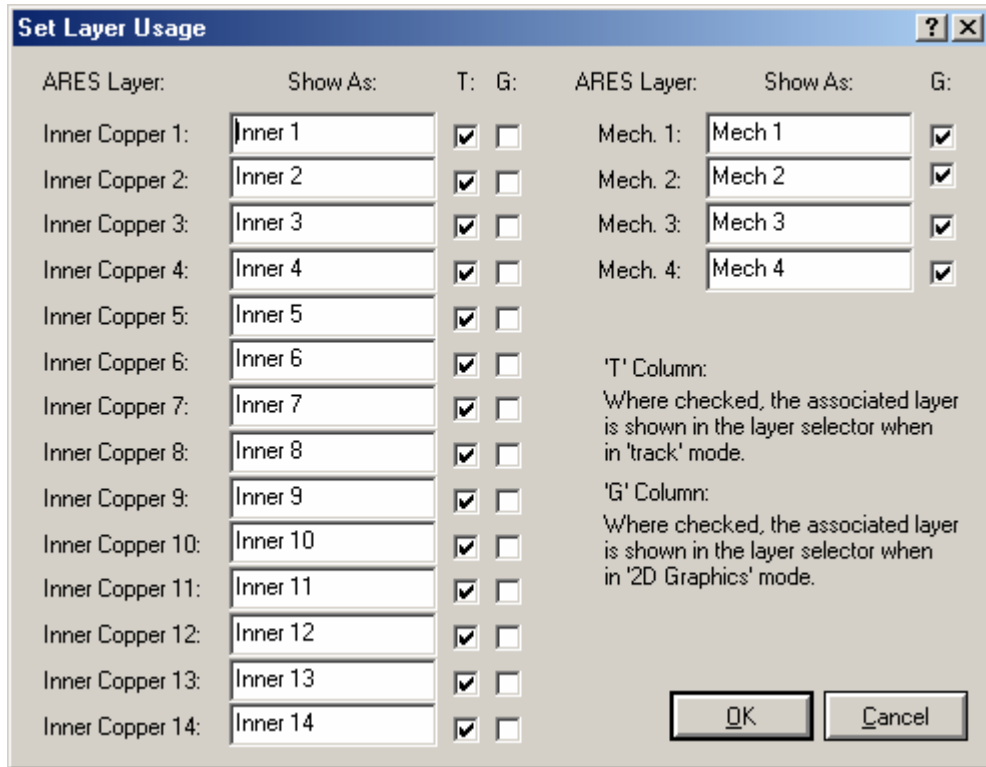 Set Layer Usage
ARES Layer: Show As: T: G:
Inner Copper 1: Inner 1
Inner Copper 2: Inner 2
Inner Copper 3: Inner 3
Inner Copper 4: Inner 4
Inner Copper 5: Inner 5
Inner Copper 6: Inner 6
Inner Copper 7: Inner 7
Inner Copper 8: Inner 8
Inner Copper 9: Inner 9
Inner Copper 10: Inner 10
Inner Copper 11: Inner 11
Inner Copper 12: Inner 12
Inner Copper 13: Inner 13
Inner Copper 14: Inner 14
ARES Layer: Show As: G:
Mech. 1: Mech 1
Mech. 2: Mech 2
Mech. 3: Mech 3
Mech. 4: Mech 4
'T' Column:
Where checked, the associated layer
is shown in the layer selector when
in 'track' mode.
'G' Column:
Where checked, the associated layer
is shown in the layer selector when
in '2D Graphics' mode.
OK Cancel